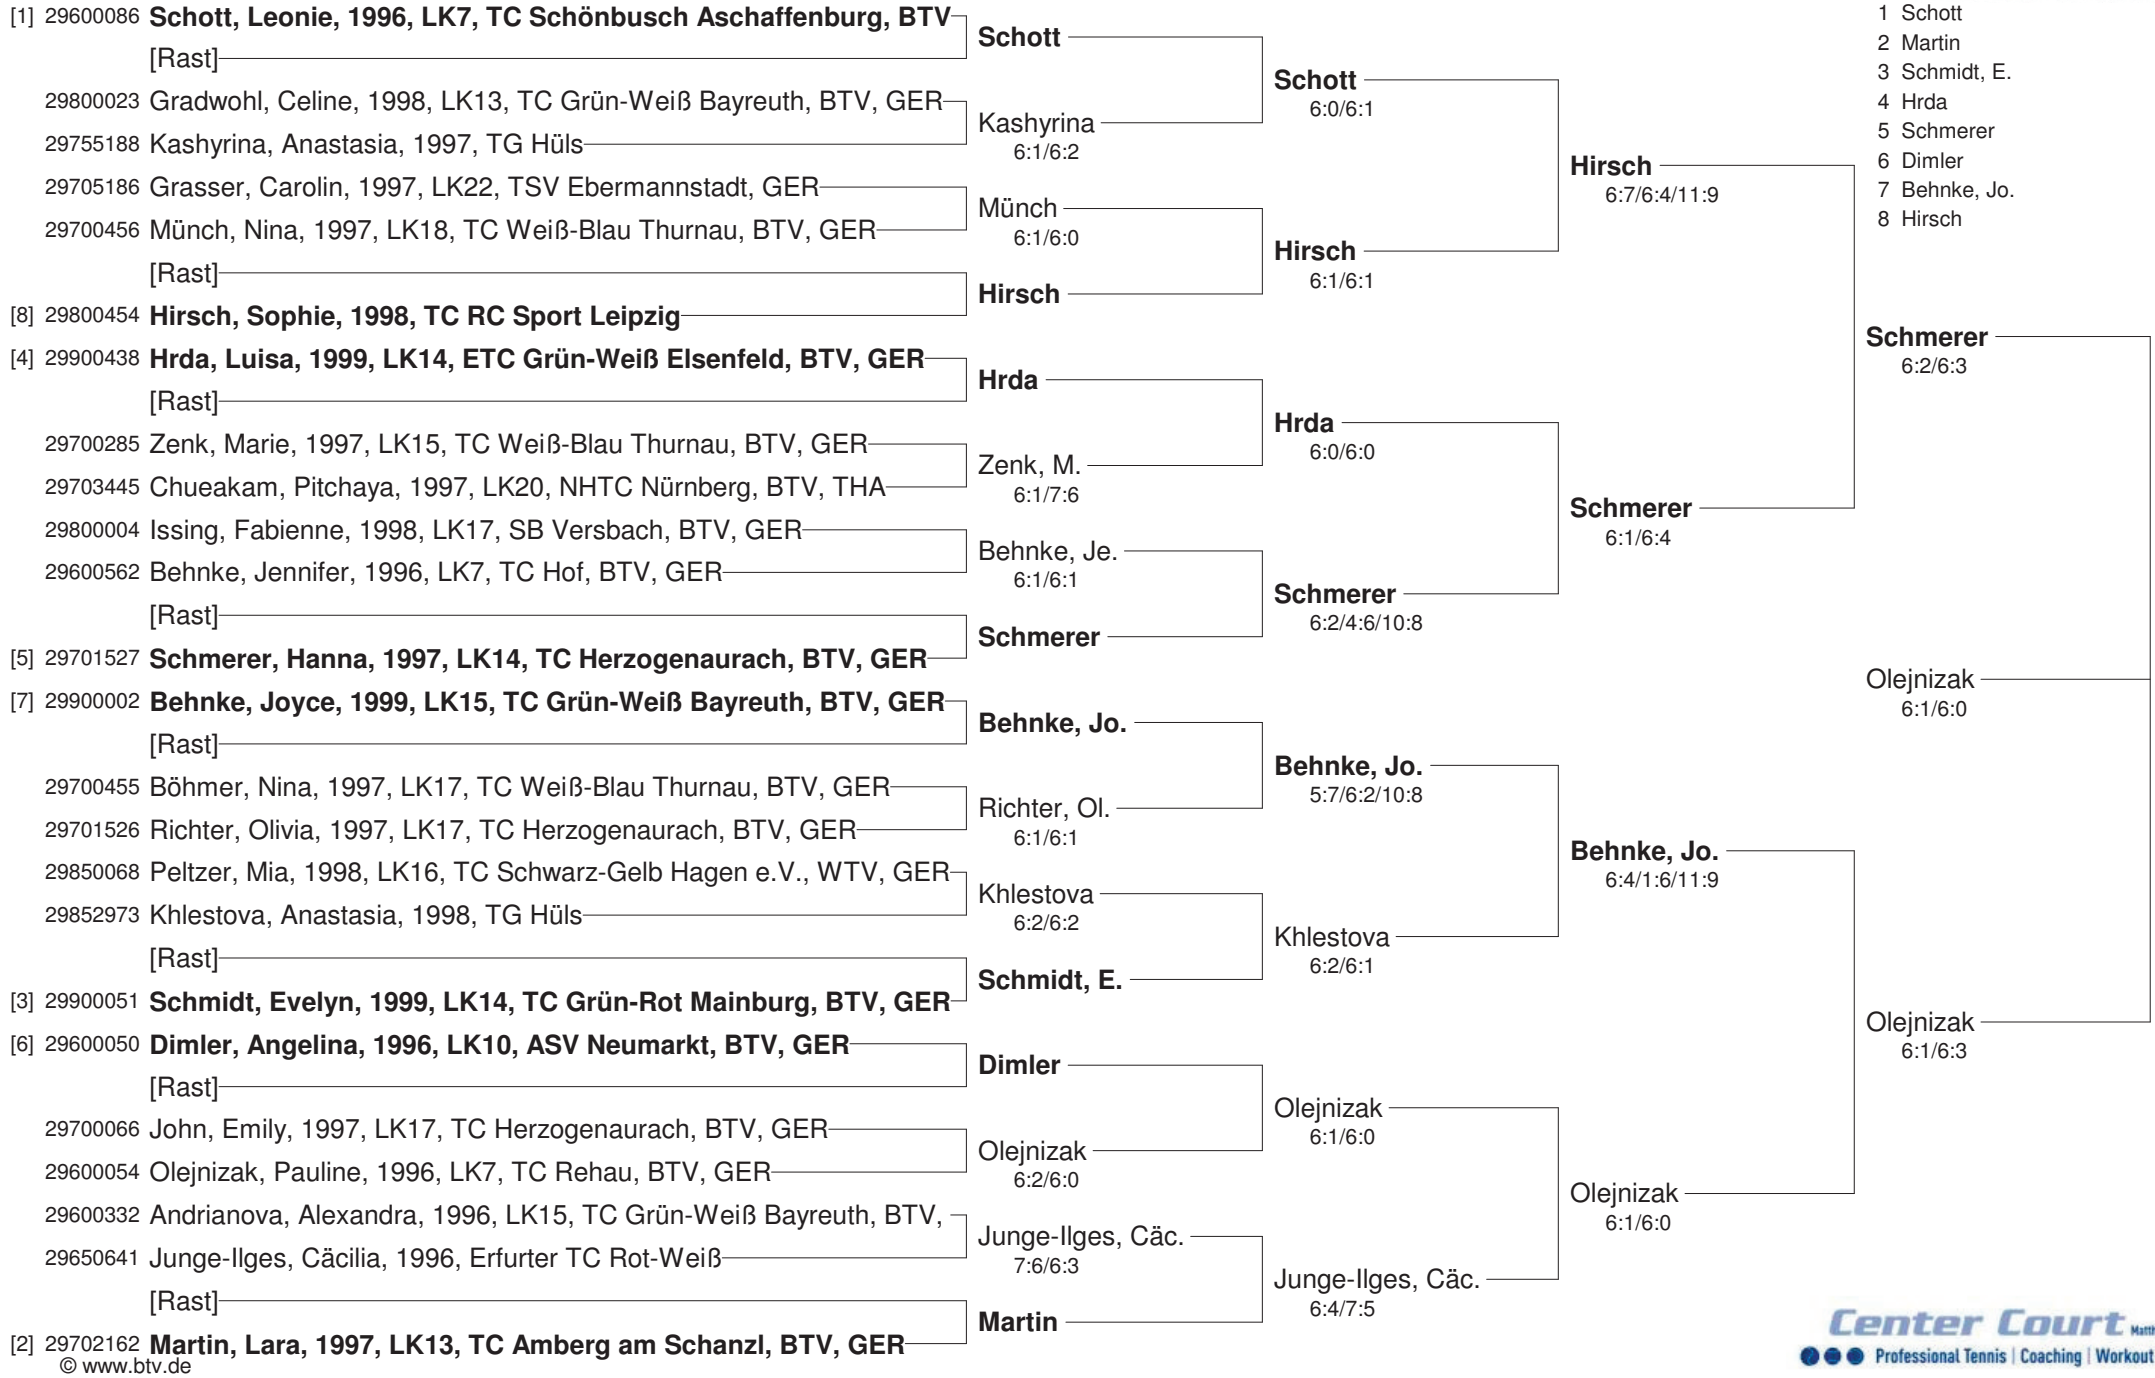 [1] 29600086 Schott, Leonie, 1996, LK7, TC Schönbusch Aschaffenburg, BTV
[Rast]
29800023 Gradwohl, Celine, 1998, LK13, TC Grün-Weiß Bayreuth, BTV, GER
29755188 Kashyrina, Anastasia, 1997, TG Hüls
29705186 Grasser, Carolin, 1997, LK22, TSV Ebermannstadt, GER
29700456 Münch, Nina, 1997, LK18, TC Weiß-Blau Thurnau, BTV, GER
[Rast]
[8] 29800454 Hirsch, Sophie, 1998, TC RC Sport Leipzig
[4] 29900438 Hrda, Luisa, 1999, LK14, ETC Grün-Weiß Elsenfeld, BTV, GER
[Rast]
29700285 Zenk, Marie, 1997, LK15, TC Weiß-Blau Thurnau, BTV, GER
29703445 Chueakam, Pitchaya, 1997, LK20, NHTC Nürnberg, BTV, THA
29800004 Issing, Fabienne, 1998, LK17, SB Versbach, BTV, GER
29600562 Behnke, Jennifer, 1996, LK7, TC Hof, BTV, GER
[Rast]
[5] 29701527 Schmerer, Hanna, 1997, LK14, TC Herzogenaurach, BTV, GER
[7] 29900002 Behnke, Joyce, 1999, LK15, TC Grün-Weiß Bayreuth, BTV, GER
[Rast]
29700455 Böhmer, Nina, 1997, LK17, TC Weiß-Blau Thurnau, BTV, GER
29701526 Richter, Olivia, 1997, LK17, TC Herzogenaurach, BTV, GER
29850068 Peltzer, Mia, 1998, LK16, TC Schwarz-Gelb Hagen e.V., WTV, GER
29852973 Khlestova, Anastasia, 1998, TG Hüls
[Rast]
[3] 29900051 Schmidt, Evelyn, 1999, LK14, TC Grün-Rot Mainburg, BTV, GER
[6] 29600050 Dimler, Angelina, 1996, LK10, ASV Neumarkt, BTV, GER
[Rast]
29700066 John, Emily, 1997, LK17, TC Herzogenaurach, BTV, GER
29600054 Olejnizak, Pauline, 1996, LK7, TC Rehau, BTV, GER
29600332 Andrianova, Alexandra, 1996, LK15, TC Grün-Weiß Bayreuth, BTV,
29650641 Junge-Ilges, Cäcilia, 1996, Erfurter TC Rot-Weiß
[Rast]
[2] 29702162 Martin, Lara, 1997, LK13, TC Amberg am Schanzl, BTV, GER
© www.btv.de
Schott
Kashyrina
6:1/6:2
Münch
6:1/6:0
Hirsch
Hrda
Zenk, M.
6:1/7:6
Behnke, Je.
6:1/6:1
Schmerer
Behnke, Jo.
Richter, Ol.
6:1/6:1
Khlestova
6:2/6:2
Schmidt, E.
Dimler
Olejnizak
6:2/6:0
Junge-Ilges, Cäc.
7:6/6:3
Martin
Schott
6:0/6:1
Hirsch
6:1/6:1
Hrda
6:0/6:0
Schmerer
6:2/4:6/10:8
Behnke, Jo.
5:7/6:2/10:8
Khlestova
6:2/6:1
Olejnizak
6:1/6:0
Junge-Ilges, Cäc.
6:4/7:5
Hirsch
6:7/6:4/11:9
Schmerer
6:1/6:4
Behnke, Jo.
6:4/1:6/11:9
Olejnizak
6:1/6:0
Schmerer
6:2/6:3
Olejnizak
6:1/6:3
Olejnizak
6:1/6:0
1 Schott
2 Martin
3 Schmidt, E.
4 Hrda
5 Schmerer
6 Dimler
7 Behnke, Jo.
8 Hirsch
Center Court
Professional Tennis | Coaching | Workout